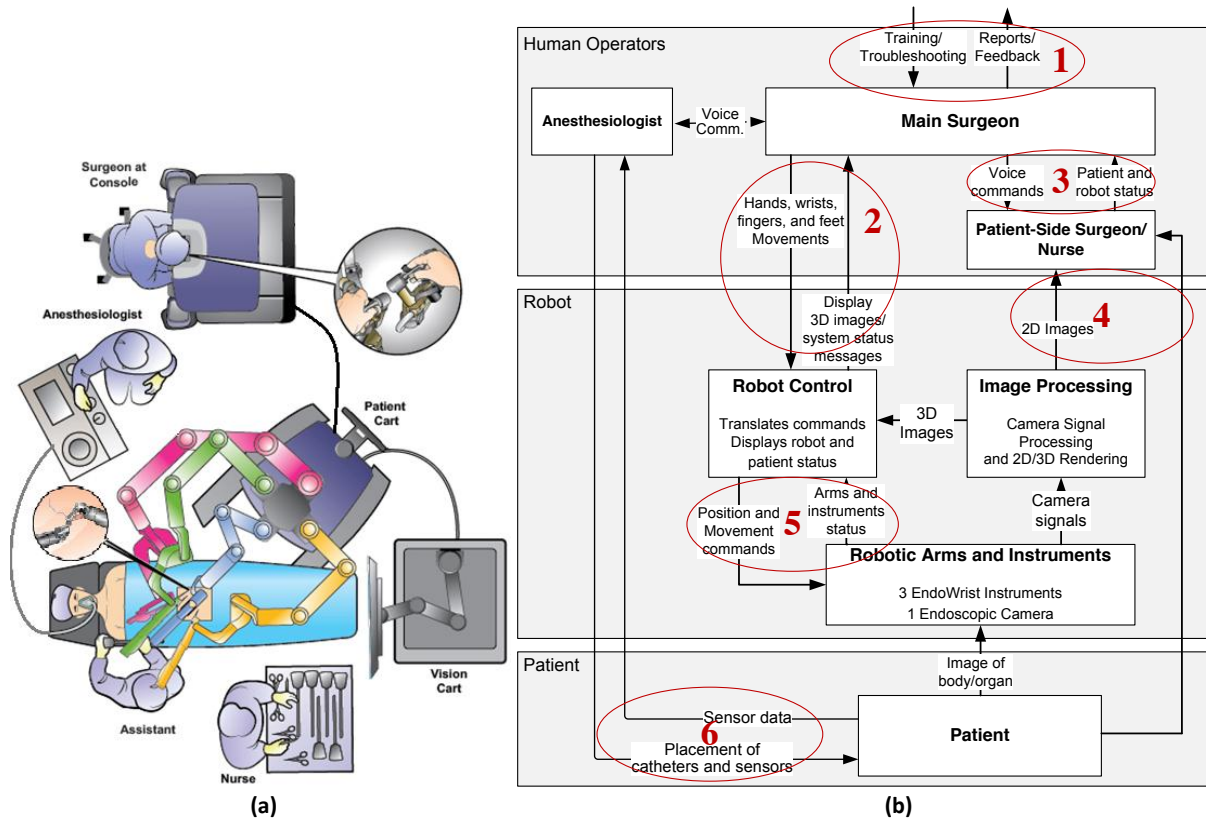 Surgeon at
Console
Anesthesiologist
Patient
Cart
Vision
Cart
Assistant
Nurse
(a)
Human Operators
Training/
Troubleshooting
Reports/
Feedback
1
Anesthesiologist
Voice
Comm.
Main Surgeon
Hands, wrists,
fingers, and feet
Movements
2
Voice
commands
3
Patient and
robot status
Patient-Side Surgeon/
Nurse
Robot
Display
3D images/
system status
messages
2D Images
4
Robot Control
Translates commands
Displays robot and
patient status
3D
Images
Image Processing
Camera Signal
Processing
and 2D/3D Rendering
Position and
Movement
commands
5
Arms and
instruments
status
Camera
signals
Robotic Arms and Instruments
3 EndoWrist Instruments
1 Endoscopic Camera
Patient
Image of
body/organ
Sensor data
6
Placement of
catheters and sensors
Patient
(b)